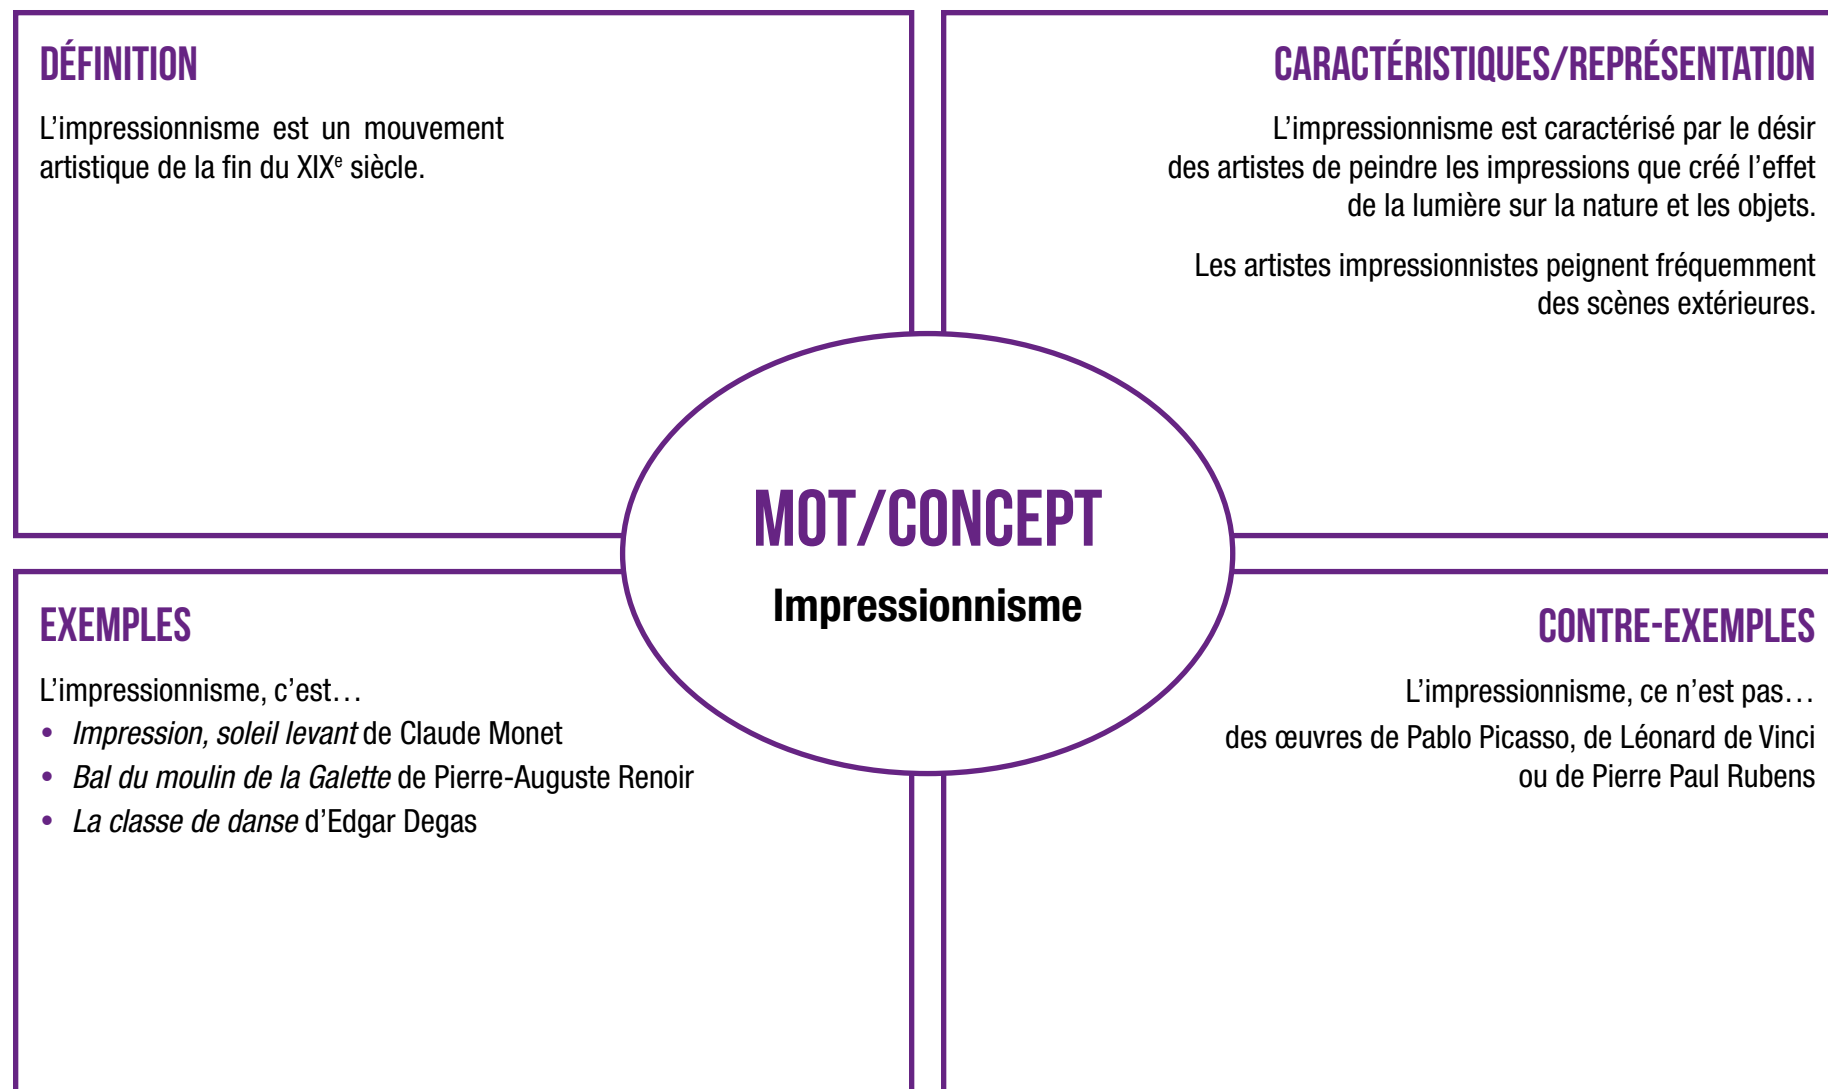 DÉFINITION
L’impressionnisme est un mouvement
artistique de la fin du XIXe siècle.
CARACTÉRISTIQUES/REPRÉSENTATION
L’impressionnisme est caractérisé par le désir
des artistes de peindre les impressions que créé l’effet
de la lumière sur la nature et les objets.
Les artistes impressionnistes peignent fréquemment
des scènes extérieures.
MOT/CONCEPT
Impressionnisme
EXEMPLES
L’impressionnisme, c’est…
• Impression, soleil levant de Claude Monet
• Bal du moulin de la Galette de Pierre-Auguste Renoir
• La classe de danse d’Edgar Degas
CONTRE-EXEMPLES
L’impressionnisme, ce n’est pas…
des œuvres de Pablo Picasso, de Léonard de Vinci
ou de Pierre Paul Rubens